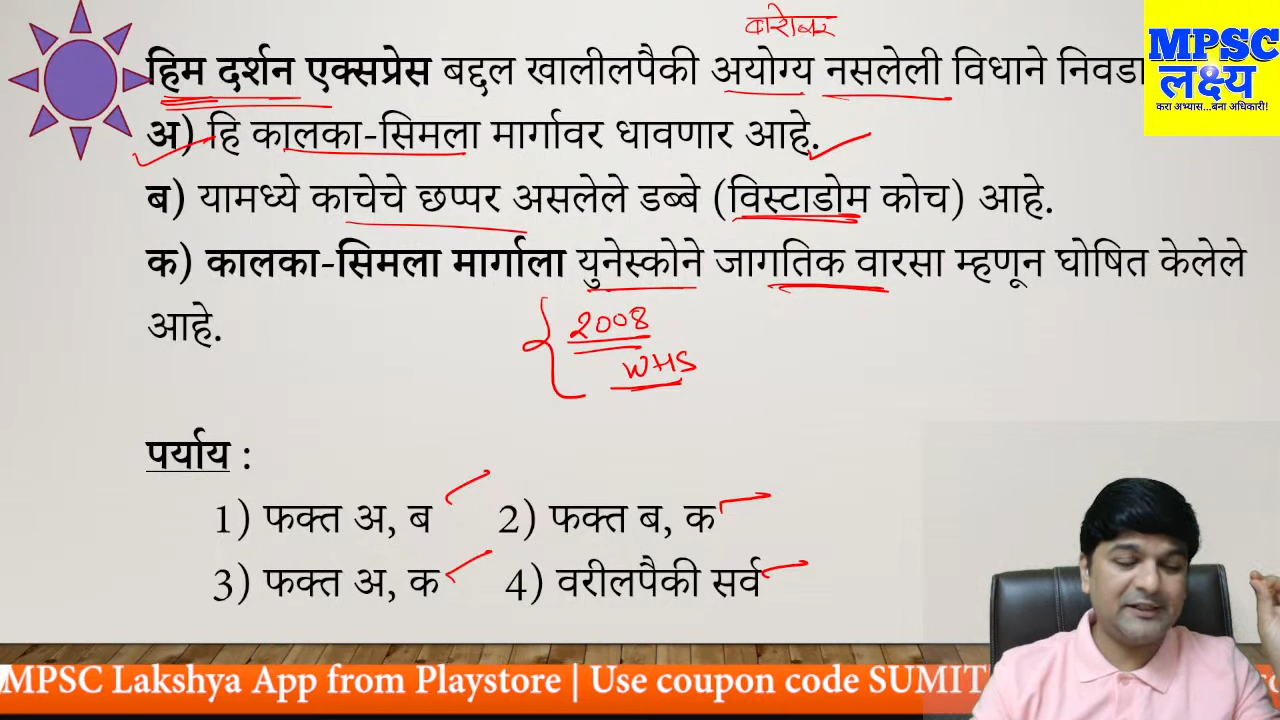 बरोबर
हिम दर्शन एक्सप्रेस बद्दल खालीलपैकी अयोग्य नसलेली विधाने निवडा
MPSC
लक्ष्य
करा अभ्यास...बना अधिकारी!
अ) हि कालका-सिमला मार्गावर धावणार आहे.
ब) यामध्ये काचेचे छप्पर असलेले डब्बे (विस्टाडोम कोच) आहे.
क) कालका-सिमला मार्गाला युनेस्कोने जागतिक वारसा म्हणून घोषित केलेले
आहे.
2008
WHS
पर्याय :
1) फक्त अ, ब 2) फक्त ब, क
3) फक्त अ, क 4) वरीलपैकी सर्व
MPSC Lakshya App from Playstore | Use coupon code SUMIT